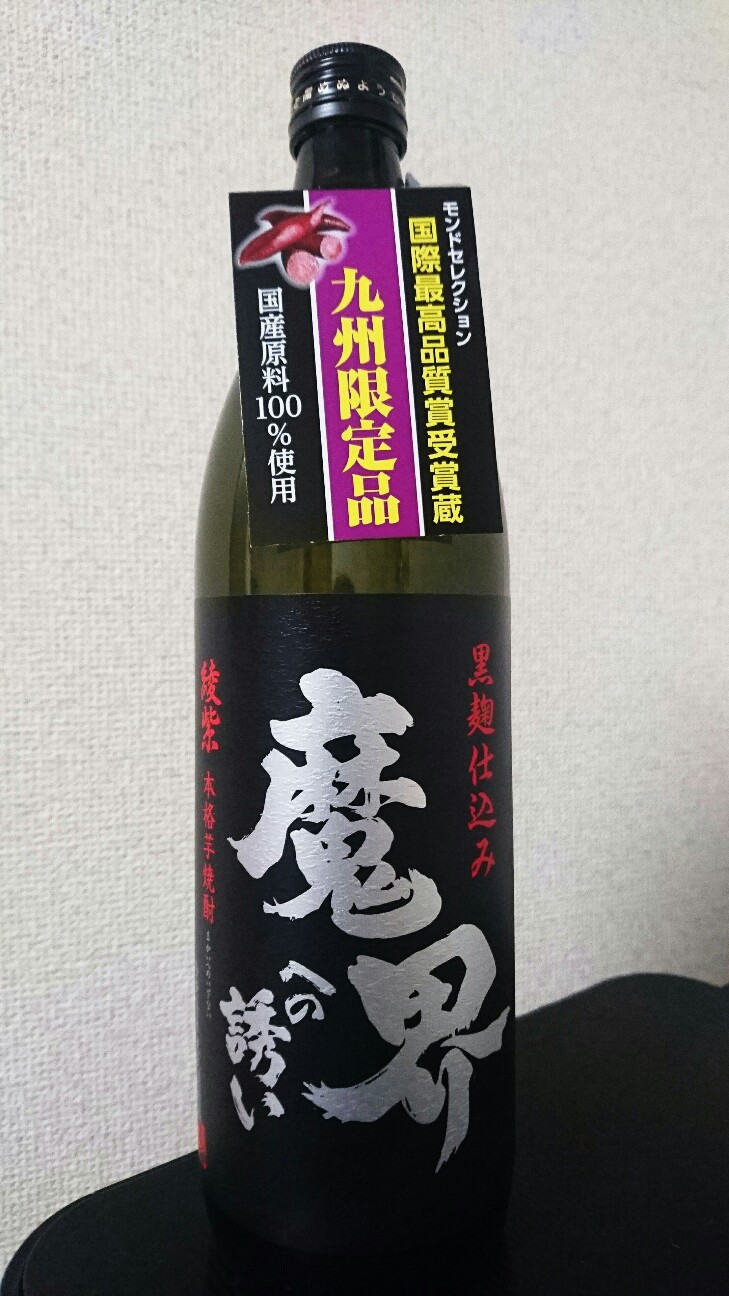 モンドセレクション
国際最高品質賞受賞蔵
九州限定品
国産原料100%使用
黒麹仕込み
魔界
への
誘い
綾紫 本格芋焼酎